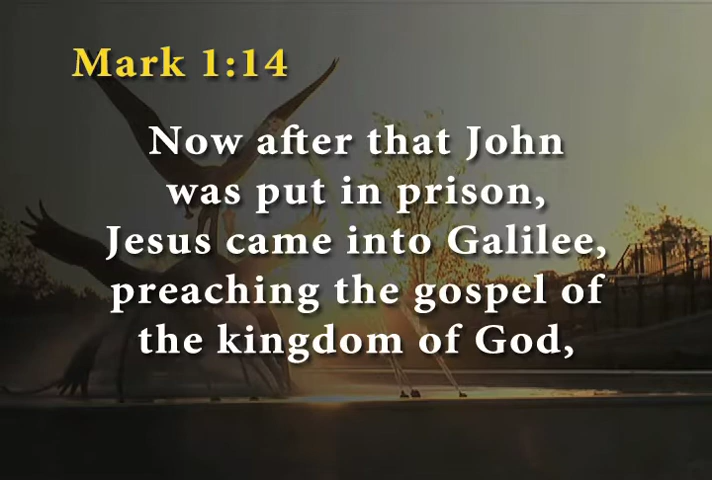 Mark 1:14
Now after that John
was put in prison,
Jesus came into Galilee,
preaching the gospel of
the kingdom of God,